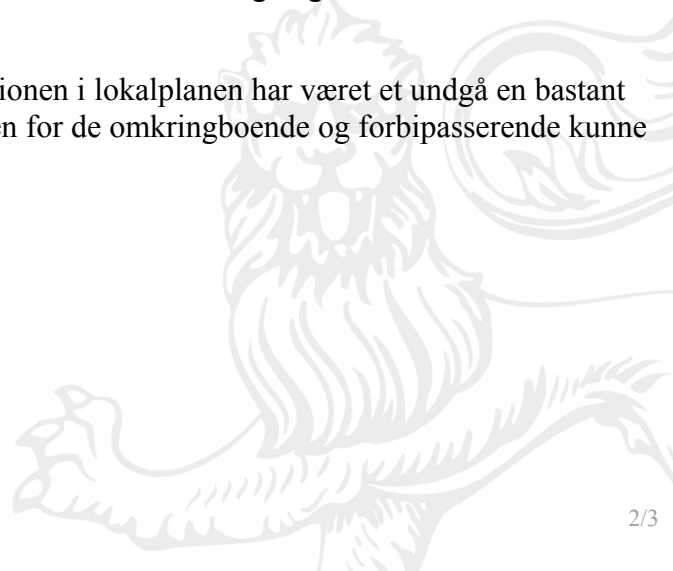 ionen i lokalplanen har været et undgå en bastant
en for de omkringboende og forbipasserende kunne
2/3